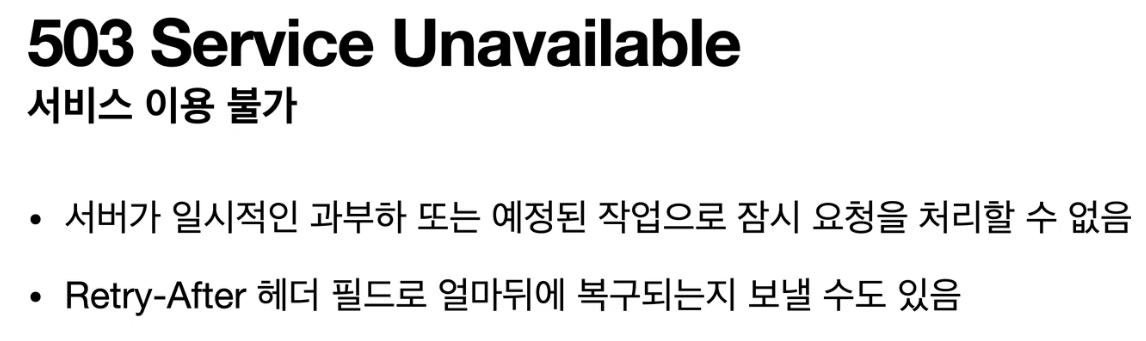 503 Service Unavailable
서비스 이용 불가
• 서버가 일시적인 과부하 또는 예정된 작업으로 잠시 요청을 처리할 수 없음
• Retry-After 헤더 필드로 얼마뒤에 복구되는지 보낼 수도 있음